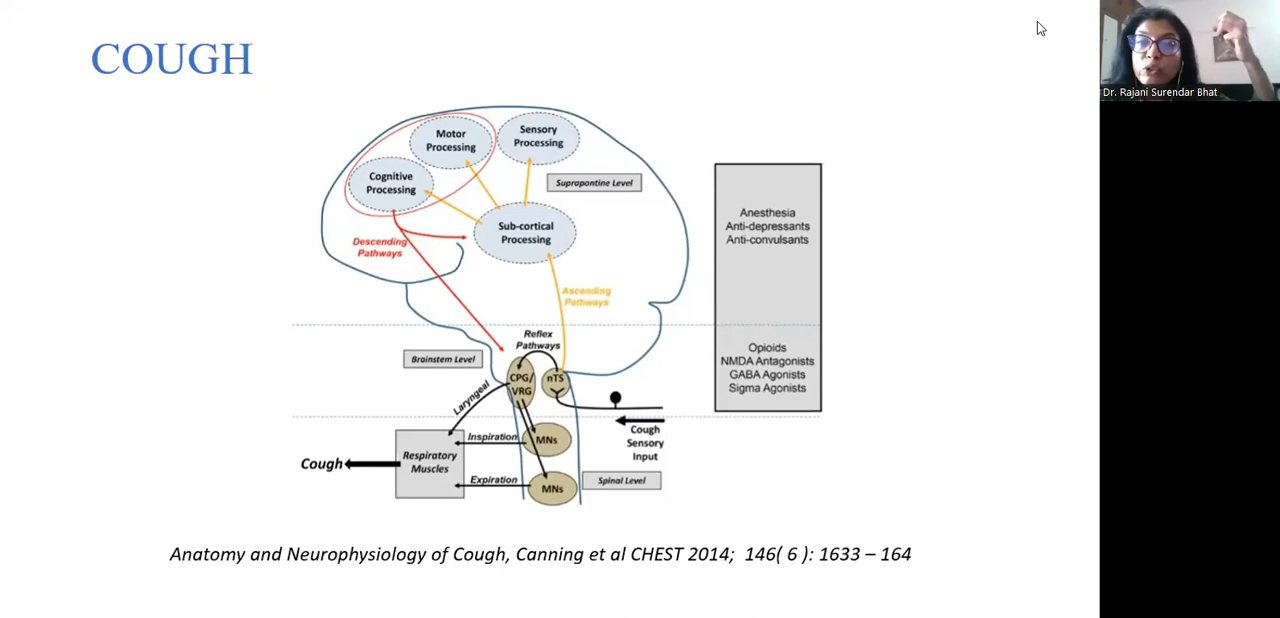 COUGH
Dr. Rajani Surendar Bhat
Motor
Processing
Sensory
Processing
Cognitive
Processing
Suprapontine Level
Sub-cortical
Processing
Descending
Pathways
Ascending
Pathways
Anesthesia
Anti-depressants
Anti-convulsants
Reflex
Pathways
Brainstem Level
CPG/
VRG
nTS
Opioids
NMDA Antagonists
GABA Agonists
Sigma Agonists
Laryngeal
Cough
Sensory
Input
Inspiration
MNs
Respiratory
Muscles
Cough
Expiration
MNs
Spinal Level
Anatomy and Neurophysiology of Cough, Canning et al CHEST 2014; 146( 6 ): 1633 – 164